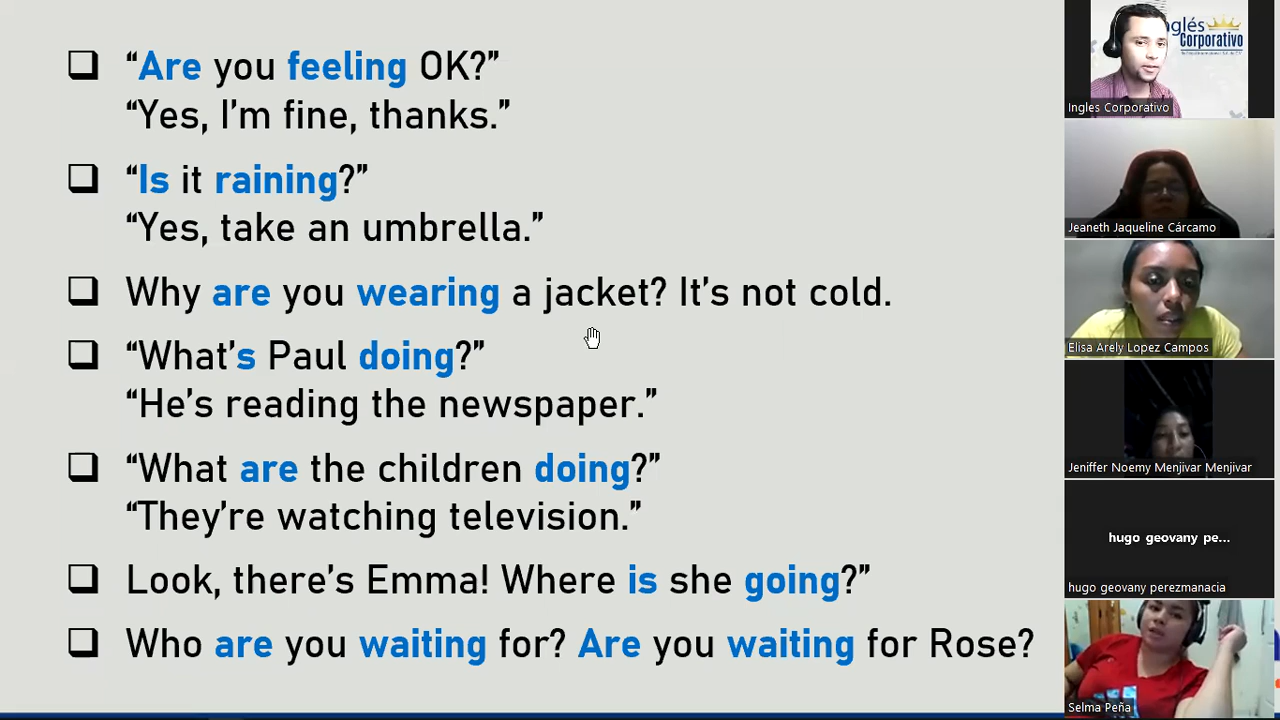 "Are you feeling OK?"
"Yes, I'm fine, thanks."
"Is it raining?"
"Yes, take an umbrella."
Why are you wearing a jacket? It's not cold.
"What's Paul doing?"
"He's reading the newspaper."
"What are the children doing?"
"They're watching television."
Look, there's Emma! Where is she going?"
Who are you waiting for? Are you waiting for Rose?
Inglés
Corporativo
Ingles Corporativo
Jeaneth Jaqueline Cárcamo
Elisa Arely Lopez Campos
Jeniffer Noemy Menjivar Menjivar
hugo geovany pe...
hugo geovany perezmanacia
Selma Peña